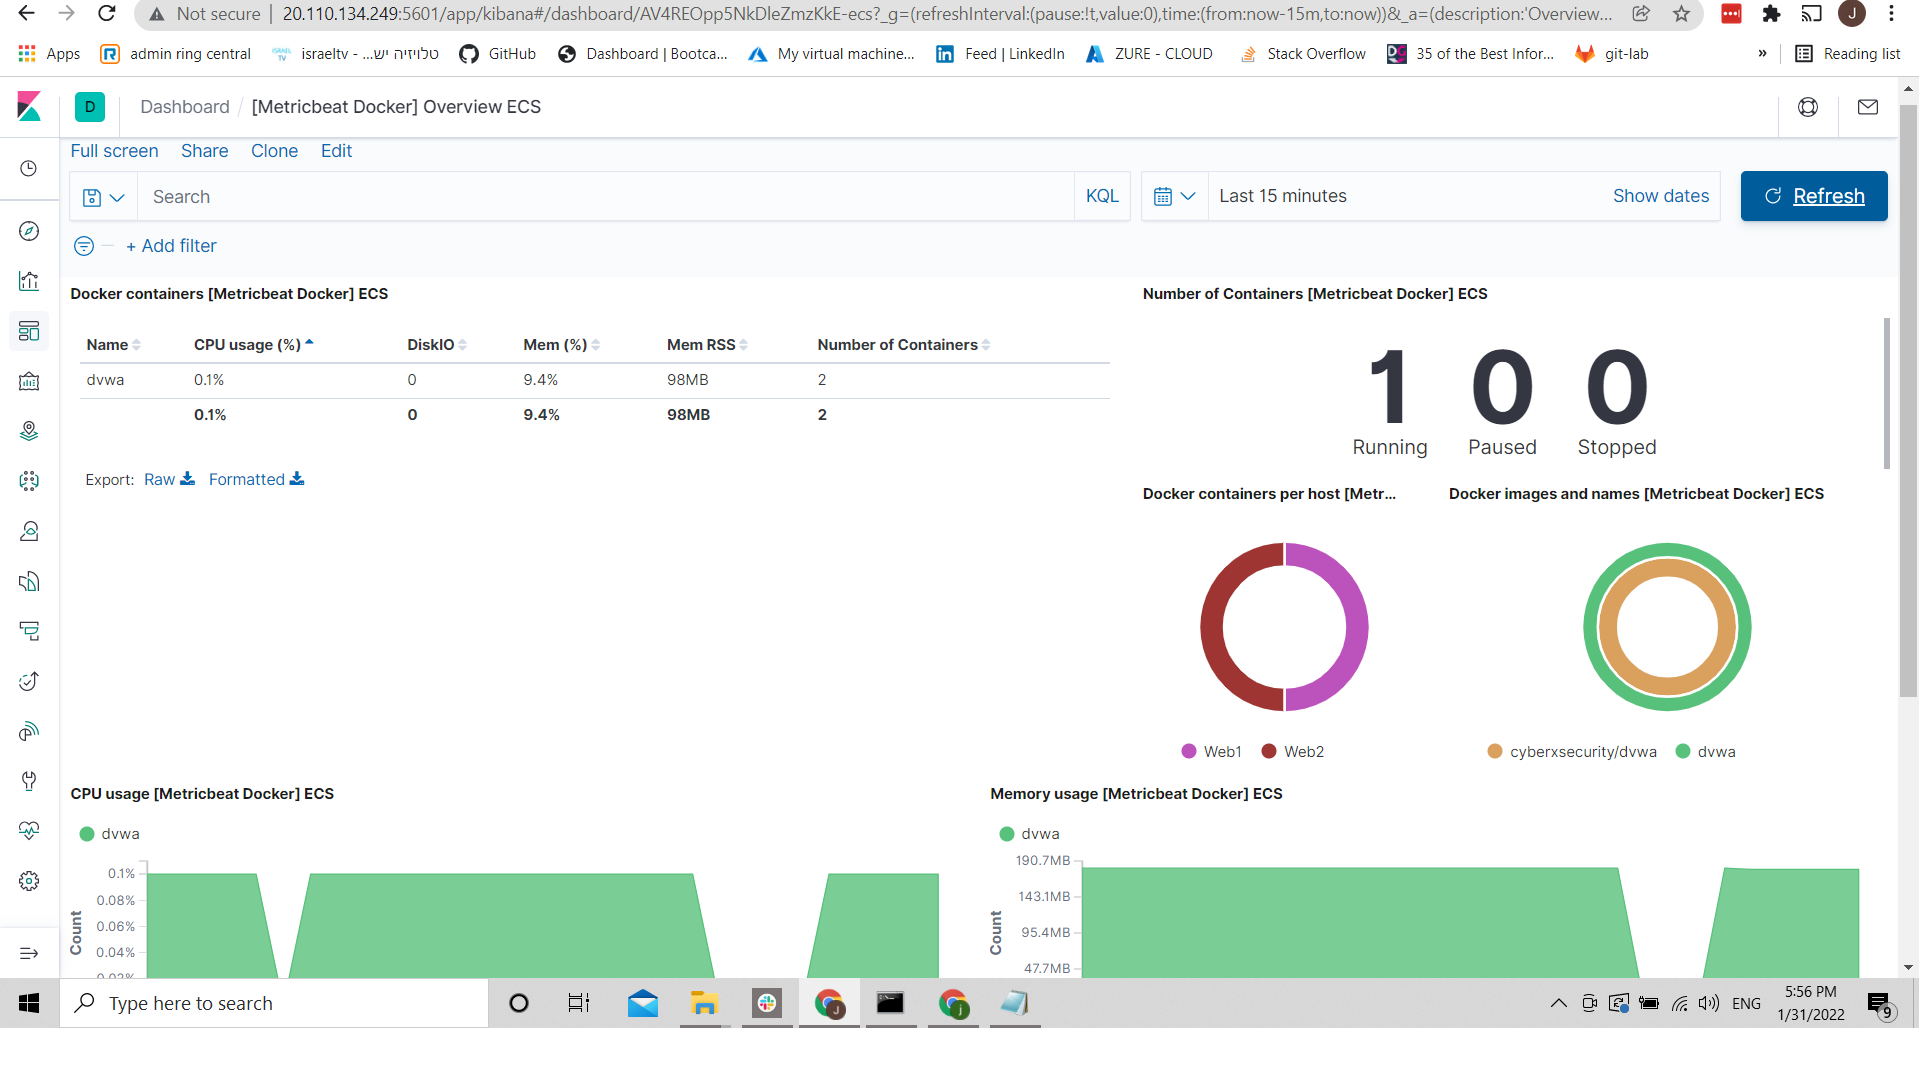 Not secure | 20.110.134.249:5601/app/kibana#/dashboard/AV4REOpp5NkDleZmzKkE-ecs?_g=(refreshInterval:(pause:!t,value:0),time:(from:now-15m,to:now))&_a=(description:'Overview... J
Apps admin ring central israeltv - ...טלויזיה יש GitHub Dashboard | Bootca... My virtual machine... Feed | LinkedIn ZURE - CLOUD Stack Overflow 35 of the Best Infor... git-lab » Reading list
D Dashboard / [Metricbeat Docker] Overview ECS
Full screen Share Clone Edit
Search KQL Last 15 minutes Show dates Refresh
+ Add filter
Docker containers [Metricbeat Docker] ECS
Name CPU usage (%) DiskIO Mem (%) Mem RSS Number of Containers
dvwa 0.1% 0 9.4% 98MB 2
0.1% 0 9.4% 98MB 2
Export: Raw Formatted
Number of Containers [Metricbeat Docker] ECS
1 0 0
Running Paused Stopped
Docker containers per host [Metr...
Web1 Web2
Docker images and names [Metricbeat Docker] ECS
cyberxsecurity/dvwa dvwa
CPU usage [Metricbeat Docker] ECS
dvwa
0.1%
0.08%
0.06%
0.04%
0.02%
Count
Memory usage [Metricbeat Docker] ECS
dvwa
190.7MB
143.1MB
95.4MB
47.7MB
Count
Type here to search J j ENG 5:56 PM
1/31/2022 9